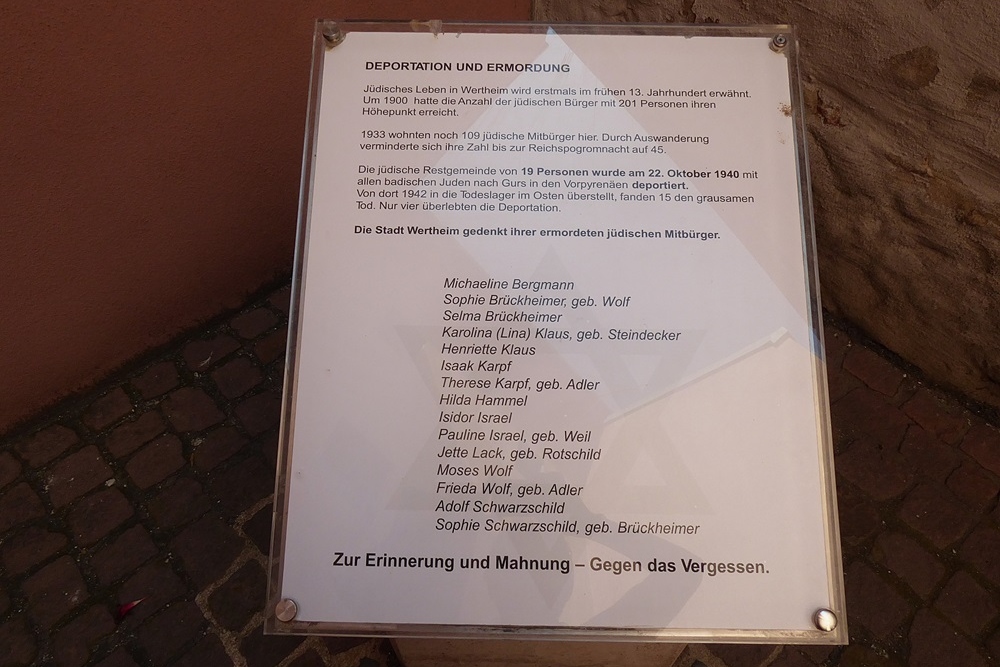 DEPORTATION UND ERMORDUNG
Jüdisches Leben in Wertheim wird erstmals im frühen 13. Jahrhundert erwähnt.
Um 1900 hatte die Anzahl der jüdischen Bürger mit 201 Personen ihren
Höhepunkt erreicht.
1933 wohnten noch 109 jüdische Mitbürger hier. Durch Auswanderung
verminderte sich ihre Zahl bis zur Reichspogromnacht auf 45.
Die jüdische Restgemeinde von 19 Personen wurde am 22. Oktober 1940 mit
allen badischen Juden nach Gurs in den Vorpyrenäen deportiert.
Von dort 1942 in die Todeslager im Osten überstellt, fanden 15 den grausamen
Tod. Nur vier überlebten die Deportation.
Die Stadt Wertheim gedenkt ihrer ermordeten jüdischen Mitbürger.
Michaeline Bergmann
Sophie Brückheimer, geb. Wolf
Selma Brückheimer
Karolina (Lina) Klaus, geb. Steindecker
Henriette Klaus
Isaak Karpf
Therese Karpf, geb. Adler
Hilda Hammel
Isidor Israel
Pauline Israel, geb. Weil
Jette Lack, geb. Rotschild
Moses Wolf
Frieda Wolf, geb. Adler
Adolf Schwarzschild
Sophie Schwarzschild, geb. Brückheimer
Zur Erinnerung und Mahnung – Gegen das Vergessen.